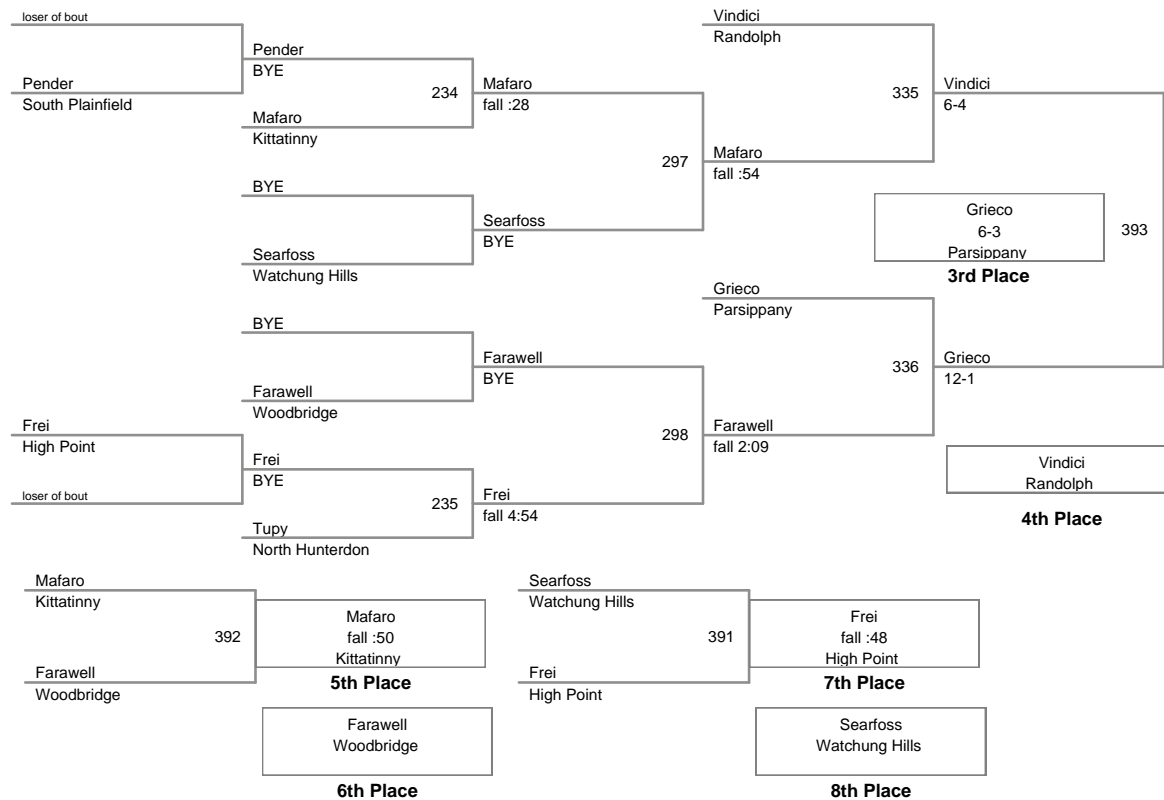 loser of bout
Pender
South Plainfield
Pender
BYE
234
Mafaro
Kittatinny
Mafaro
fall :28
BYE
Searfoss
Watchung Hills
Searfoss
BYE
297
Mafaro
fall :54
Vindici
Randolph
335
Vindici
6-4
Grieco
6-3
Parsippany
3rd Place
393
BYE
Farawell
Woodbridge
Farawell
BYE
Frei
High Point
loser of bout
Frei
BYE
235
Tupy
North Hunterdon
Frei
fall 4:54
298
Farawell
fall 2:09
Grieco
Parsippany
336
Grieco
12-1
Vindici
Randolph
4th Place
Mafaro
Kittatinny
392
Farawell
Woodbridge
Mafaro
fall :50
Kittatinny
5th Place
Farawell
Woodbridge
6th Place
Searfoss
Watchung Hills
391
Frei
High Point
Frei
fall :48
High Point
7th Place
Searfoss
Watchung Hills
8th Place